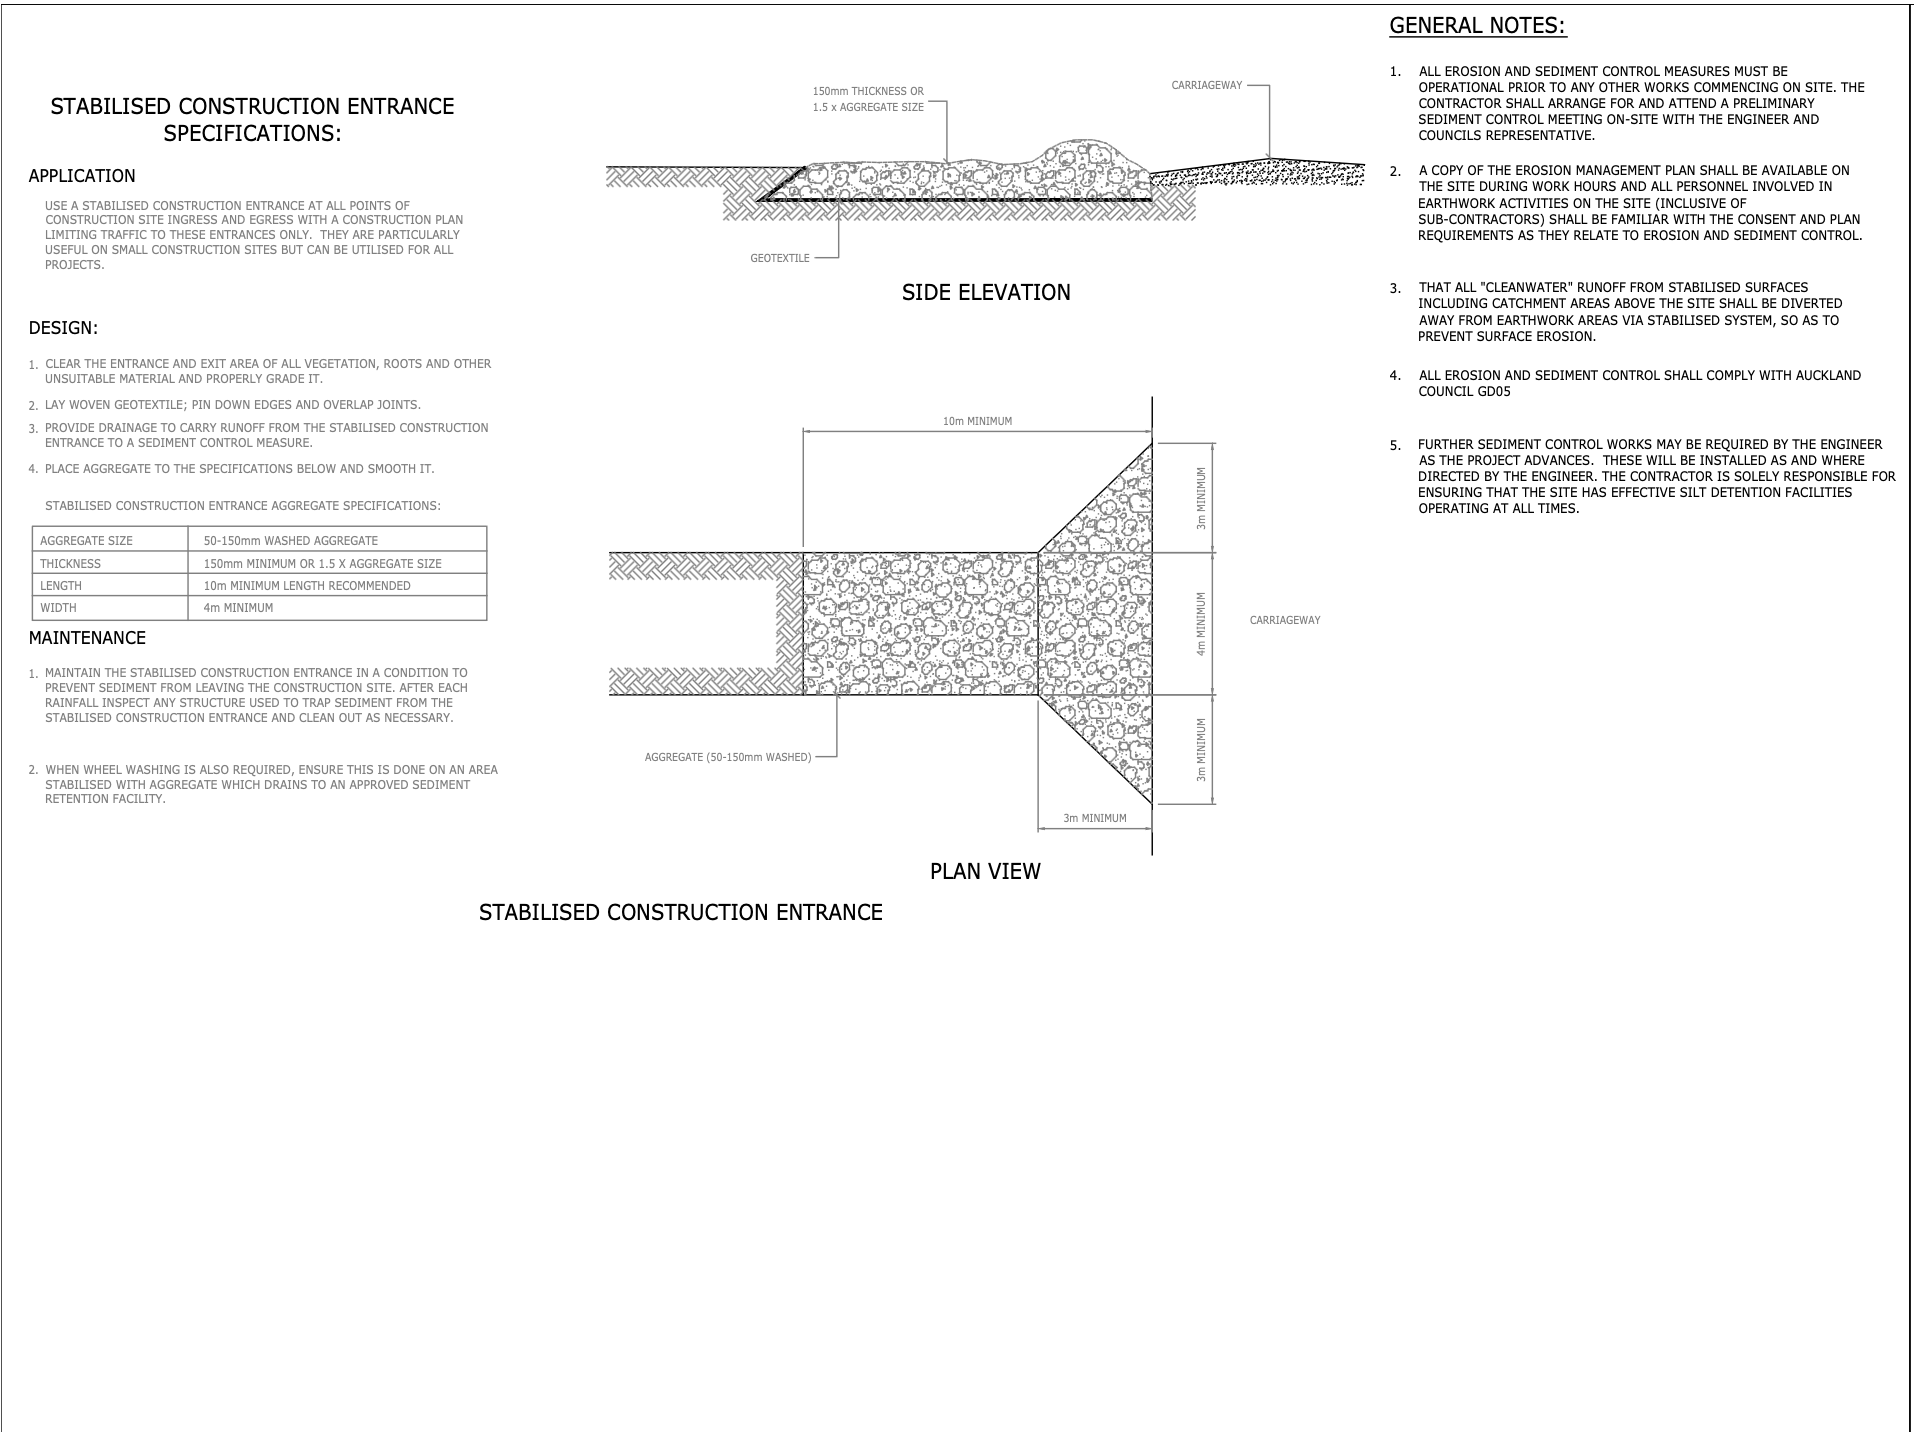 STABILISED CONSTRUCTION ENTRANCE
SPECIFICATIONS:
APPLICATION
USE A STABILISED CONSTRUCTION ENTRANCE AT ALL POINTS OF
CONSTRUCTION SITE INGRESS AND EGRESS WITH A CONSTRUCTION PLAN
LIMITING TRAFFIC TO THESE ENTRANCES ONLY. THEY ARE PARTICULARLY
USEFUL ON SMALL CONSTRUCTION SITES BUT CAN BE UTILISED FOR ALL
PROJECTS.
DESIGN:
1. CLEAR THE ENTRANCE AND EXIT AREA OF ALL VEGETATION, ROOTS AND OTHER
UNSUITABLE MATERIAL AND PROPERLY GRADE IT.
2. LAY WOVEN GEOTEXTILE; PIN DOWN EDGES AND OVERLAP JOINTS.
3. PROVIDE DRAINAGE TO CARRY RUNOFF FROM THE STABILISED CONSTRUCTION
ENTRANCE TO A SEDIMENT CONTROL MEASURE.
4. PLACE AGGREGATE TO THE SPECIFICATIONS BELOW AND SMOOTH IT.
STABILISED CONSTRUCTION ENTRANCE AGGREGATE SPECIFICATIONS:
AGGREGATE SIZE 50-150mm WASHED AGGREGATE
THICKNESS 150mm MINIMUM OR 1.5 X AGGREGATE SIZE
LENGTH 10m MINIMUM LENGTH RECOMMENDED
WIDTH 4m MINIMUM
MAINTENANCE
1. MAINTAIN THE STABILISED CONSTRUCTION ENTRANCE IN A CONDITION TO
PREVENT SEDIMENT FROM LEAVING THE CONSTRUCTION SITE. AFTER EACH
RAINFALL INSPECT ANY STRUCTURE USED TO TRAP SEDIMENT FROM THE
STABILISED CONSTRUCTION ENTRANCE AND CLEAN OUT AS NECESSARY.
2. WHEN WHEEL WASHING IS ALSO REQUIRED, ENSURE THIS IS DONE ON AN AREA
STABILISED WITH AGGREGATE WHICH DRAINS TO AN APPROVED SEDIMENT
RETENTION FACILITY.
150mm THICKNESS OR
1.5 x AGGREGATE SIZE
CARRIAGEWAY
GEOTEXTILE
SIDE ELEVATION
10m MINIMUM
3m MINIMUM
4m MINIMUM
CARRIAGEWAY
3m MINIMUM
AGGREGATE (50-150mm WASHED)
3m MINIMUM
PLAN VIEW
STABILISED CONSTRUCTION ENTRANCE
GENERAL NOTES:
1. ALL EROSION AND SEDIMENT CONTROL MEASURES MUST BE
OPERATIONAL PRIOR TO ANY OTHER WORKS COMMENCING ON SITE. THE
CONTRACTOR SHALL ARRANGE FOR AND ATTEND A PRELIMINARY
SEDIMENT CONTROL MEETING ON-SITE WITH THE ENGINEER AND
COUNCILS REPRESENTATIVE.
2. A COPY OF THE EROSION MANAGEMENT PLAN SHALL BE AVAILABLE ON
THE SITE DURING WORK HOURS AND ALL PERSONNEL INVOLVED IN
EARTHWORK ACTIVITIES ON THE SITE (INCLUSIVE OF
SUB-CONTRACTORS) SHALL BE FAMILIAR WITH THE CONSENT AND PLAN
REQUIREMENTS AS THEY RELATE TO EROSION AND SEDIMENT CONTROL.
3. THAT ALL "CLEANWATER" RUNOFF FROM STABILISED SURFACES
INCLUDING CATCHMENT AREAS ABOVE THE SITE SHALL BE DIVERTED
AWAY FROM EARTHWORK AREAS VIA STABILISED SYSTEM, SO AS TO
PREVENT SURFACE EROSION.
4. ALL EROSION AND SEDIMENT CONTROL SHALL COMPLY WITH AUCKLAND
COUNCIL GD05
5. FURTHER SEDIMENT CONTROL WORKS MAY BE REQUIRED BY THE ENGINEER
AS THE PROJECT ADVANCES. THESE WILL BE INSTALLED AS AND WHERE
DIRECTED BY THE ENGINEER. THE CONTRACTOR IS SOLELY RESPONSIBLE FOR
ENSURING THAT THE SITE HAS EFFECTIVE SILT DETENTION FACILITIES
OPERATING AT ALL TIMES.